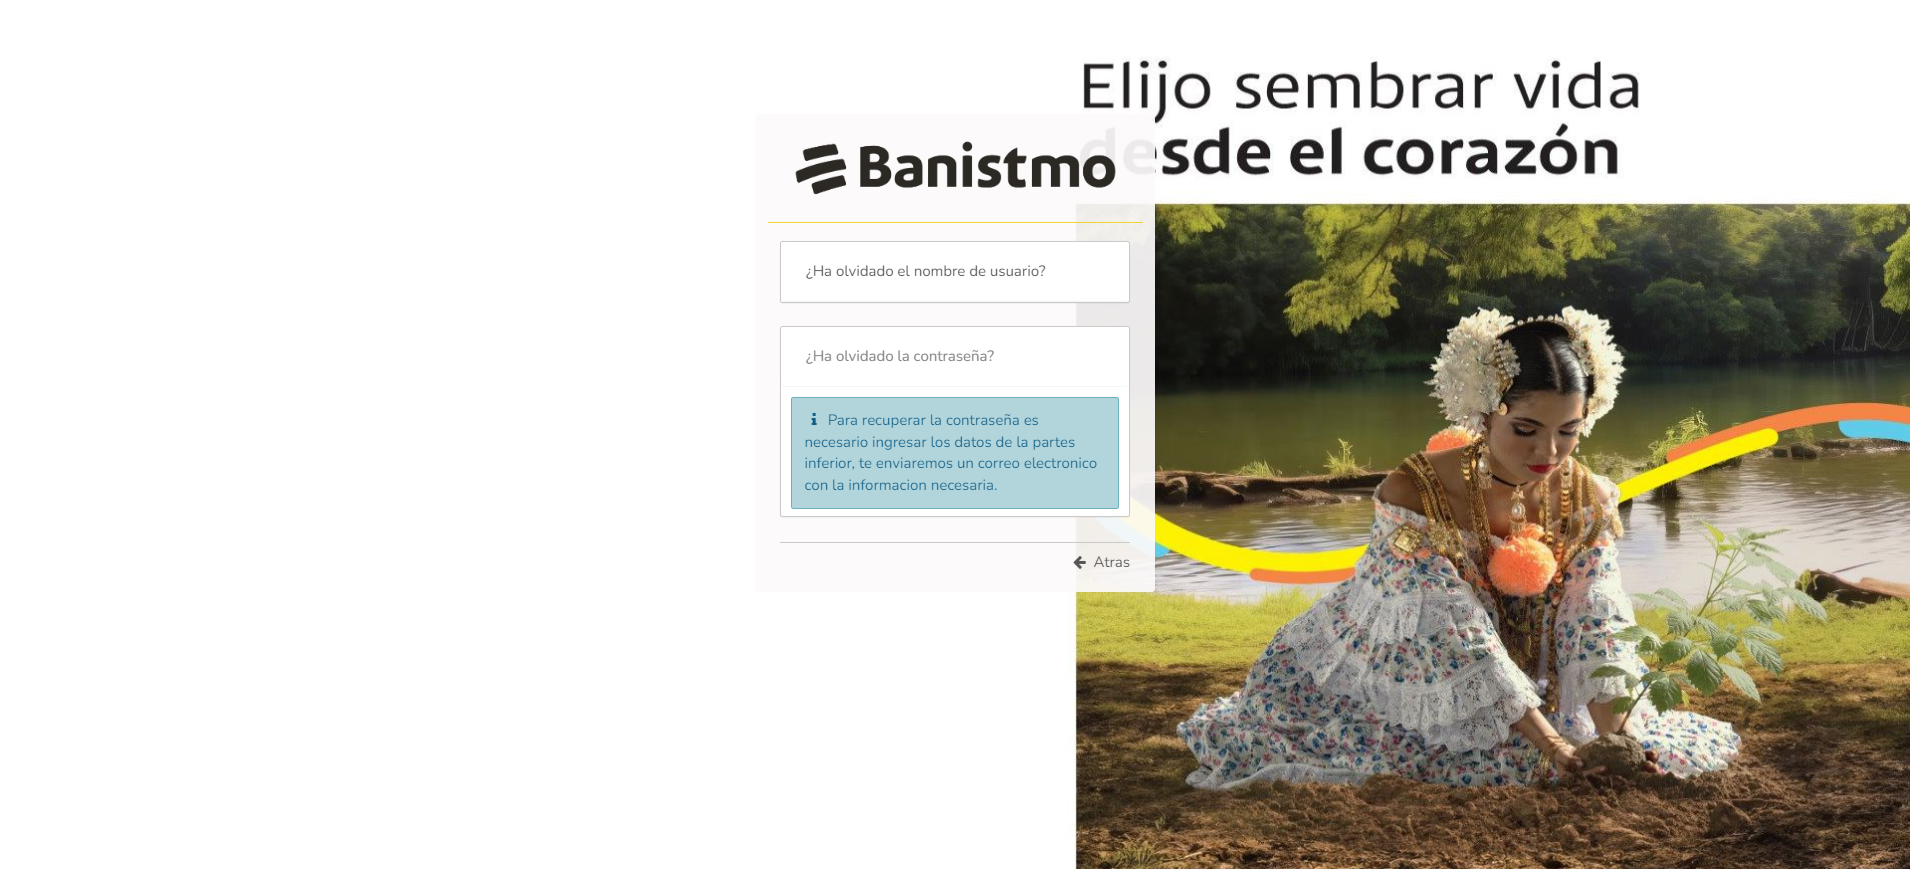 Elijo sembrar vida
desde el corazón
Banistmo
¿Ha olvidado el nombre de usuario?
¿Ha olvidado la contraseña?
Para recuperar la contraseña es
necesario ingresar los datos de la partes
inferior, te enviaremos un correo electronico
con la informacion necesaria.
Atras